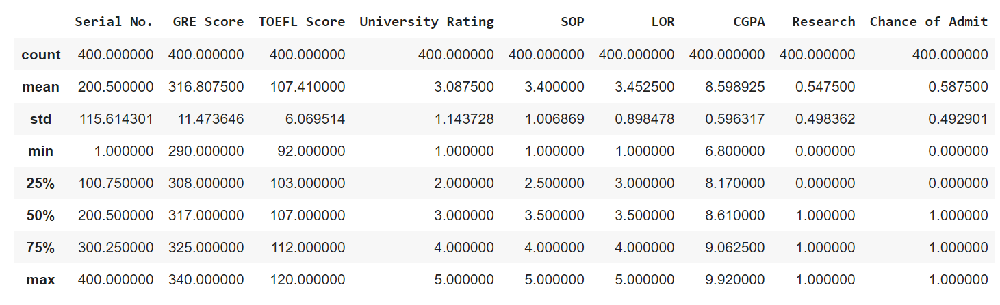 Serial No. GRE Score TOEFL Score University Rating SOP LOR CGPA Research Chance of Admit
count 400.000000 400.000000 400.000000 400.000000 400.000000 400.000000 400.000000 400.000000 400.000000
mean 200.500000 316.807500 107.410000 3.087500 3.400000 3.452500 8.598925 0.547500 0.587500
std 115.614301 11.473646 6.069514 1.143728 1.006869 0.898478 0.596317 0.498362 0.492901
min 1.000000 290.000000 92.000000 1.000000 1.000000 1.000000 6.800000 0.000000 0.000000
25% 100.750000 308.000000 103.000000 2.000000 2.500000 3.000000 8.170000 0.000000 0.000000
50% 200.500000 317.000000 107.000000 3.000000 3.500000 3.500000 8.610000 1.000000 1.000000
75% 300.250000 325.000000 112.000000 4.000000 4.000000 4.000000 9.062500 1.000000 1.000000
max 400.000000 340.000000 120.000000 5.000000 5.000000 5.000000 9.920000 1.000000 1.000000